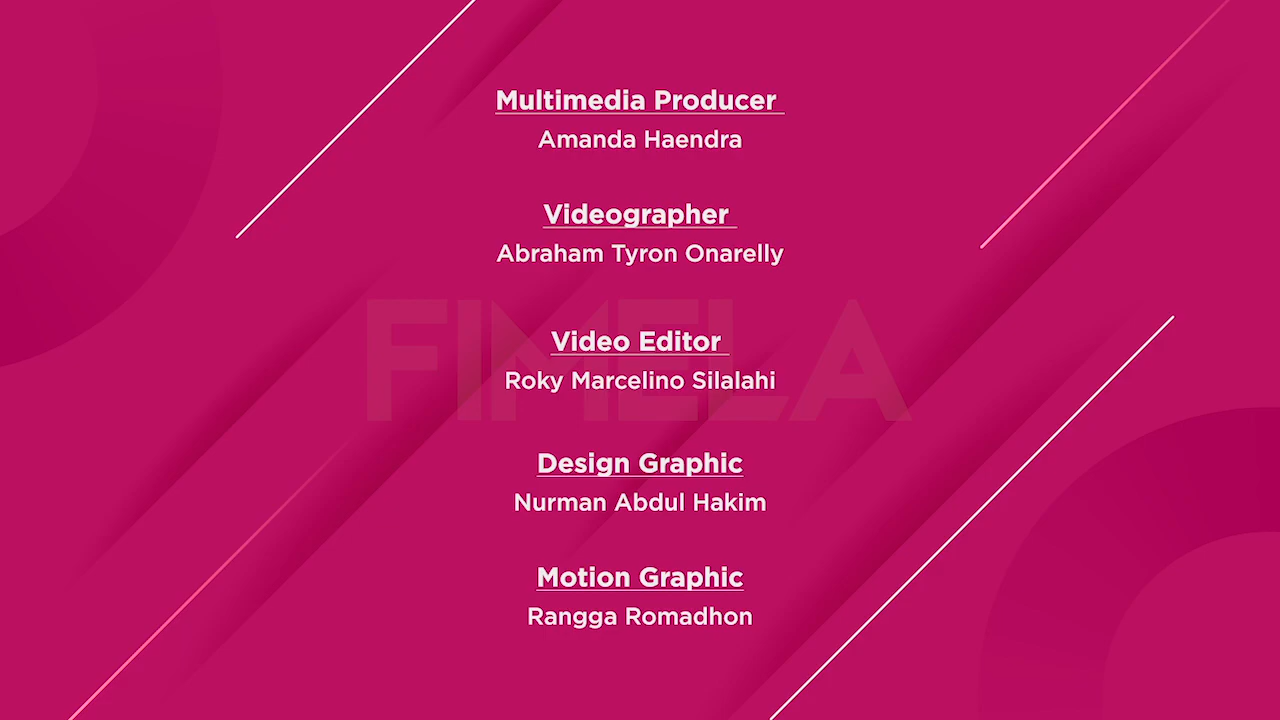 Multimedia Producer
Amanda Haendra
Videographer
Abraham Tyron Onarelly
FIMELA
Video Editor
Roky Marcelino Silalahi
Design Graphic
Nurman Abdul Hakim
Motion Graphic
Rangga Romadhon